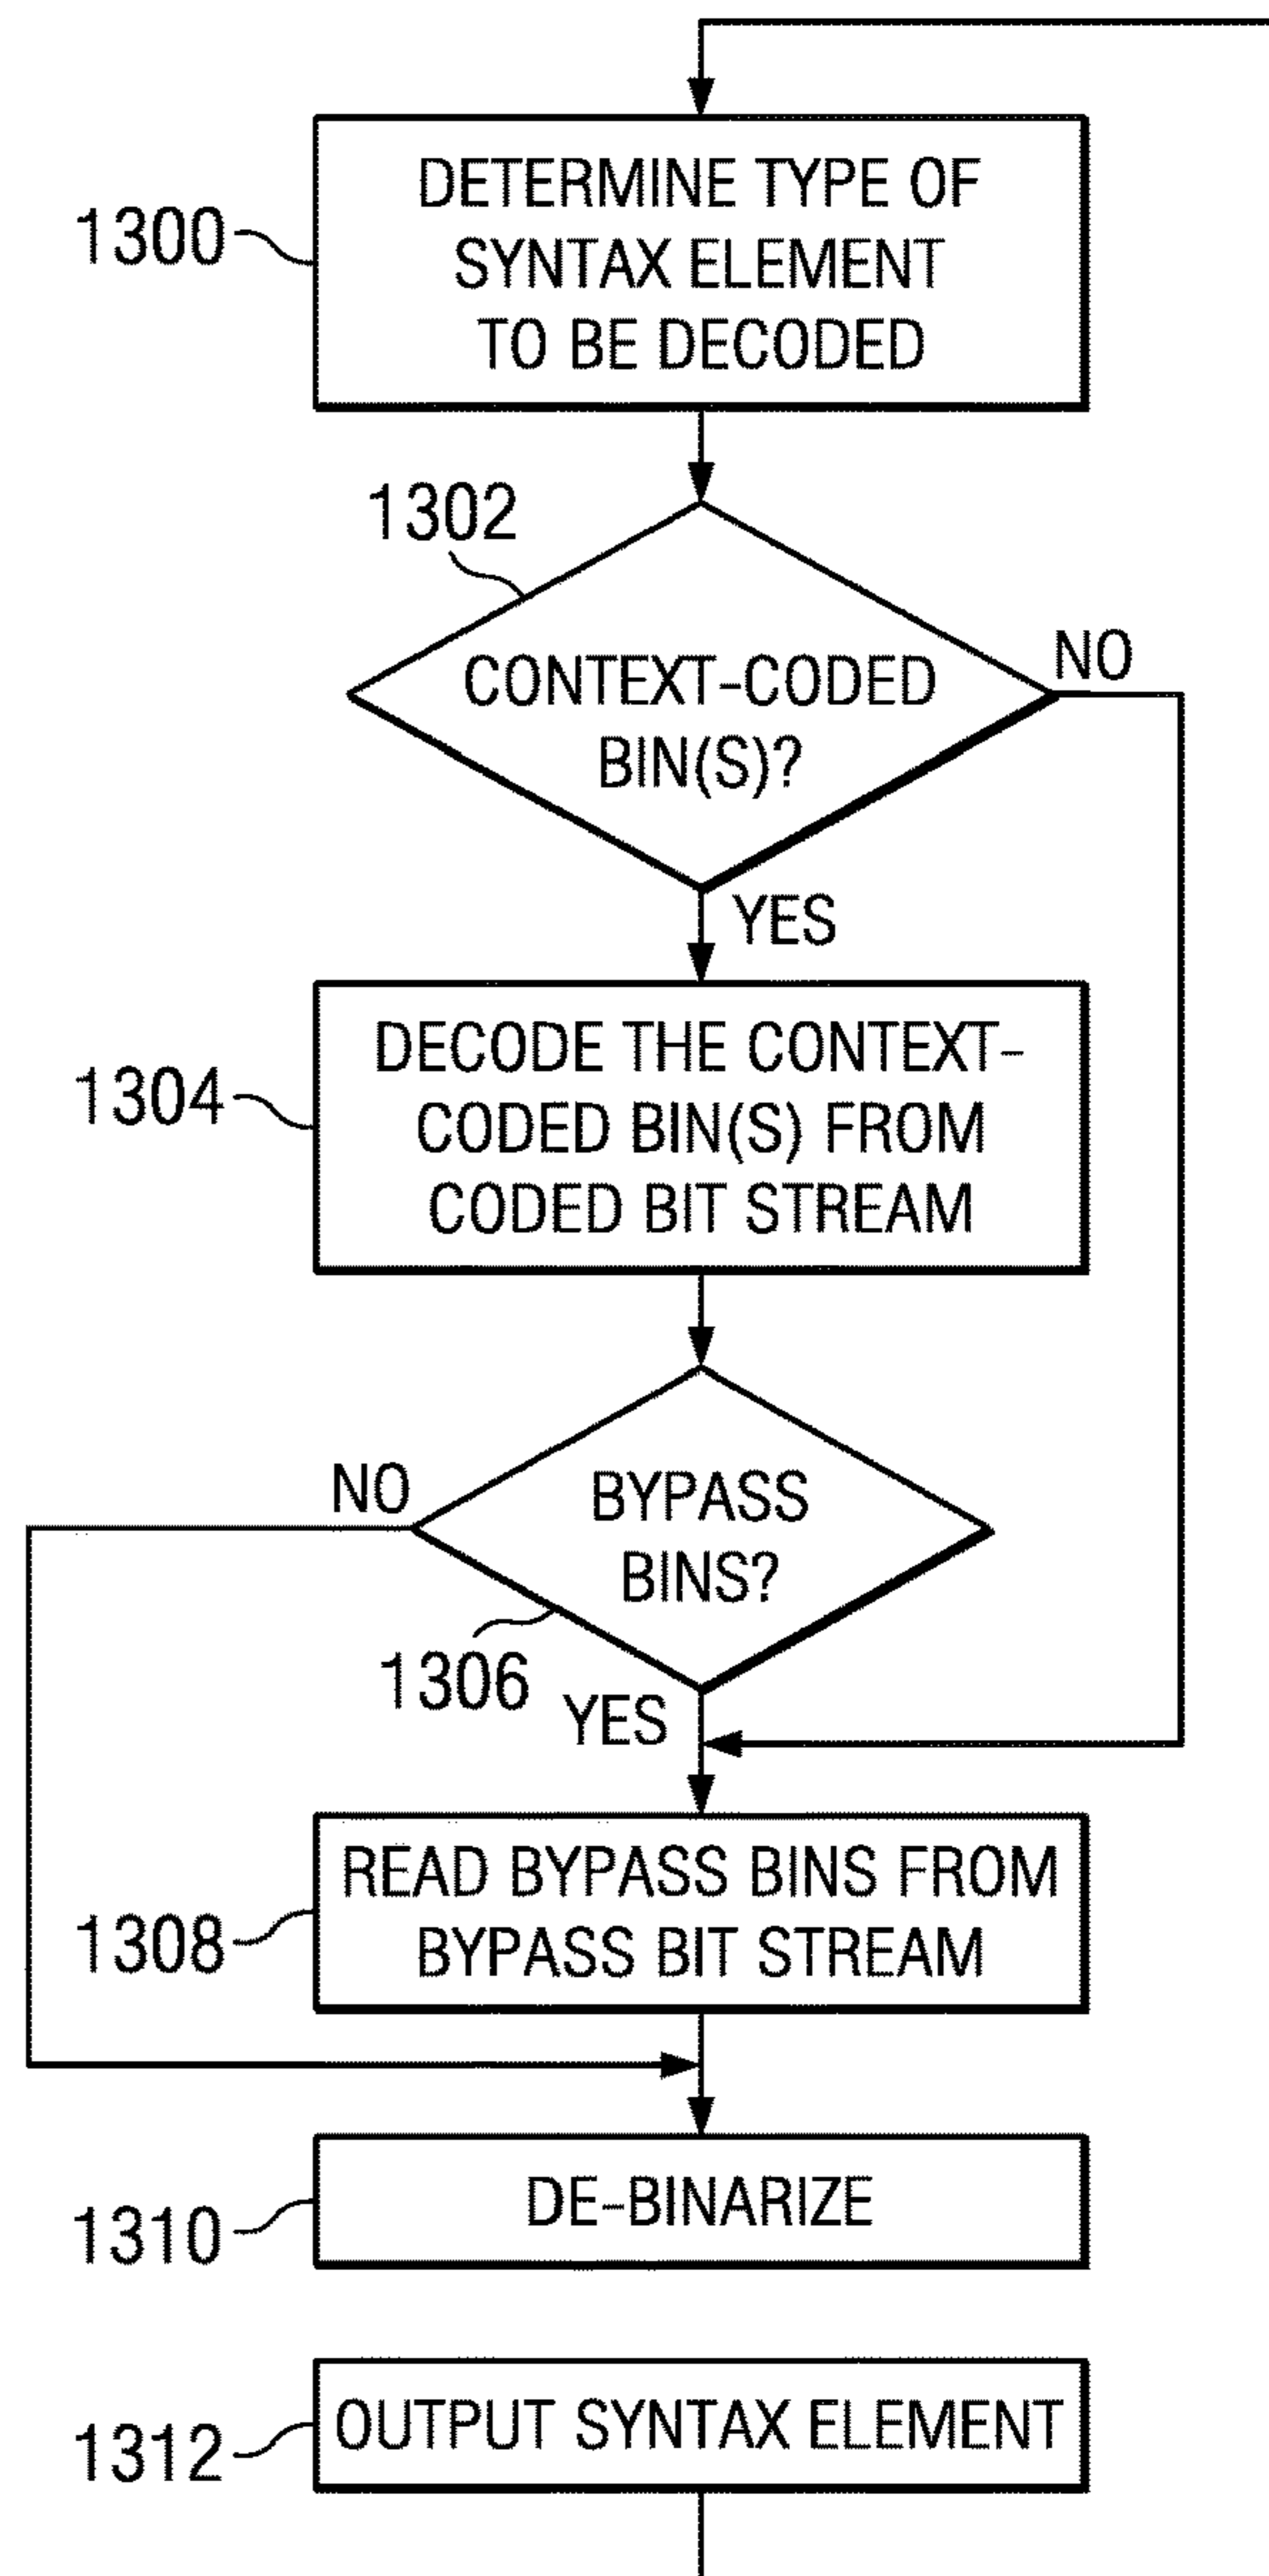 1300
DETERMINE TYPE OF
SYNTAX ELEMENT
TO BE DECODED
1302
CONTEXT-CODED
BIN(S)?
NO
YES
1304
DECODE THE CONTEXT-
CODED BIN(S) FROM
CODED BIT STREAM
NO
BYPASS
BINS?
1306
YES
1308
READ BYPASS BINS FROM
BYPASS BIT STREAM
1310
DE-BINARIZE
1312
OUTPUT SYNTAX ELEMENT